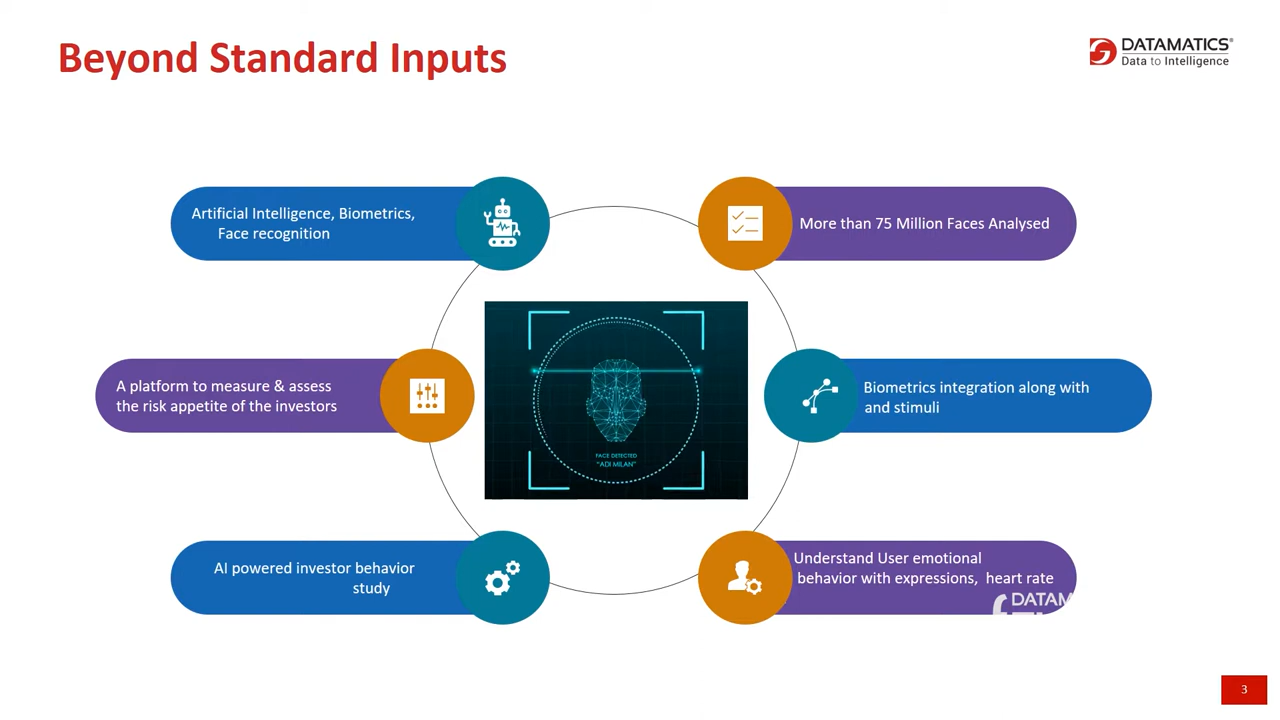 Beyond Standard Inputs
DATAMATICS®
Data to Intelligence
Artificial Intelligence, Biometrics,
Face recognition
More than 75 Million Faces Analysed
A platform to measure & assess
the risk appetite of the investors
FACE DETECTED
"ADI MILAN"
Biometrics integration along with
and stimuli
AI powered investor behavior
study
Understand User emotional
behavior with expressions, heart rate
DATAM
3